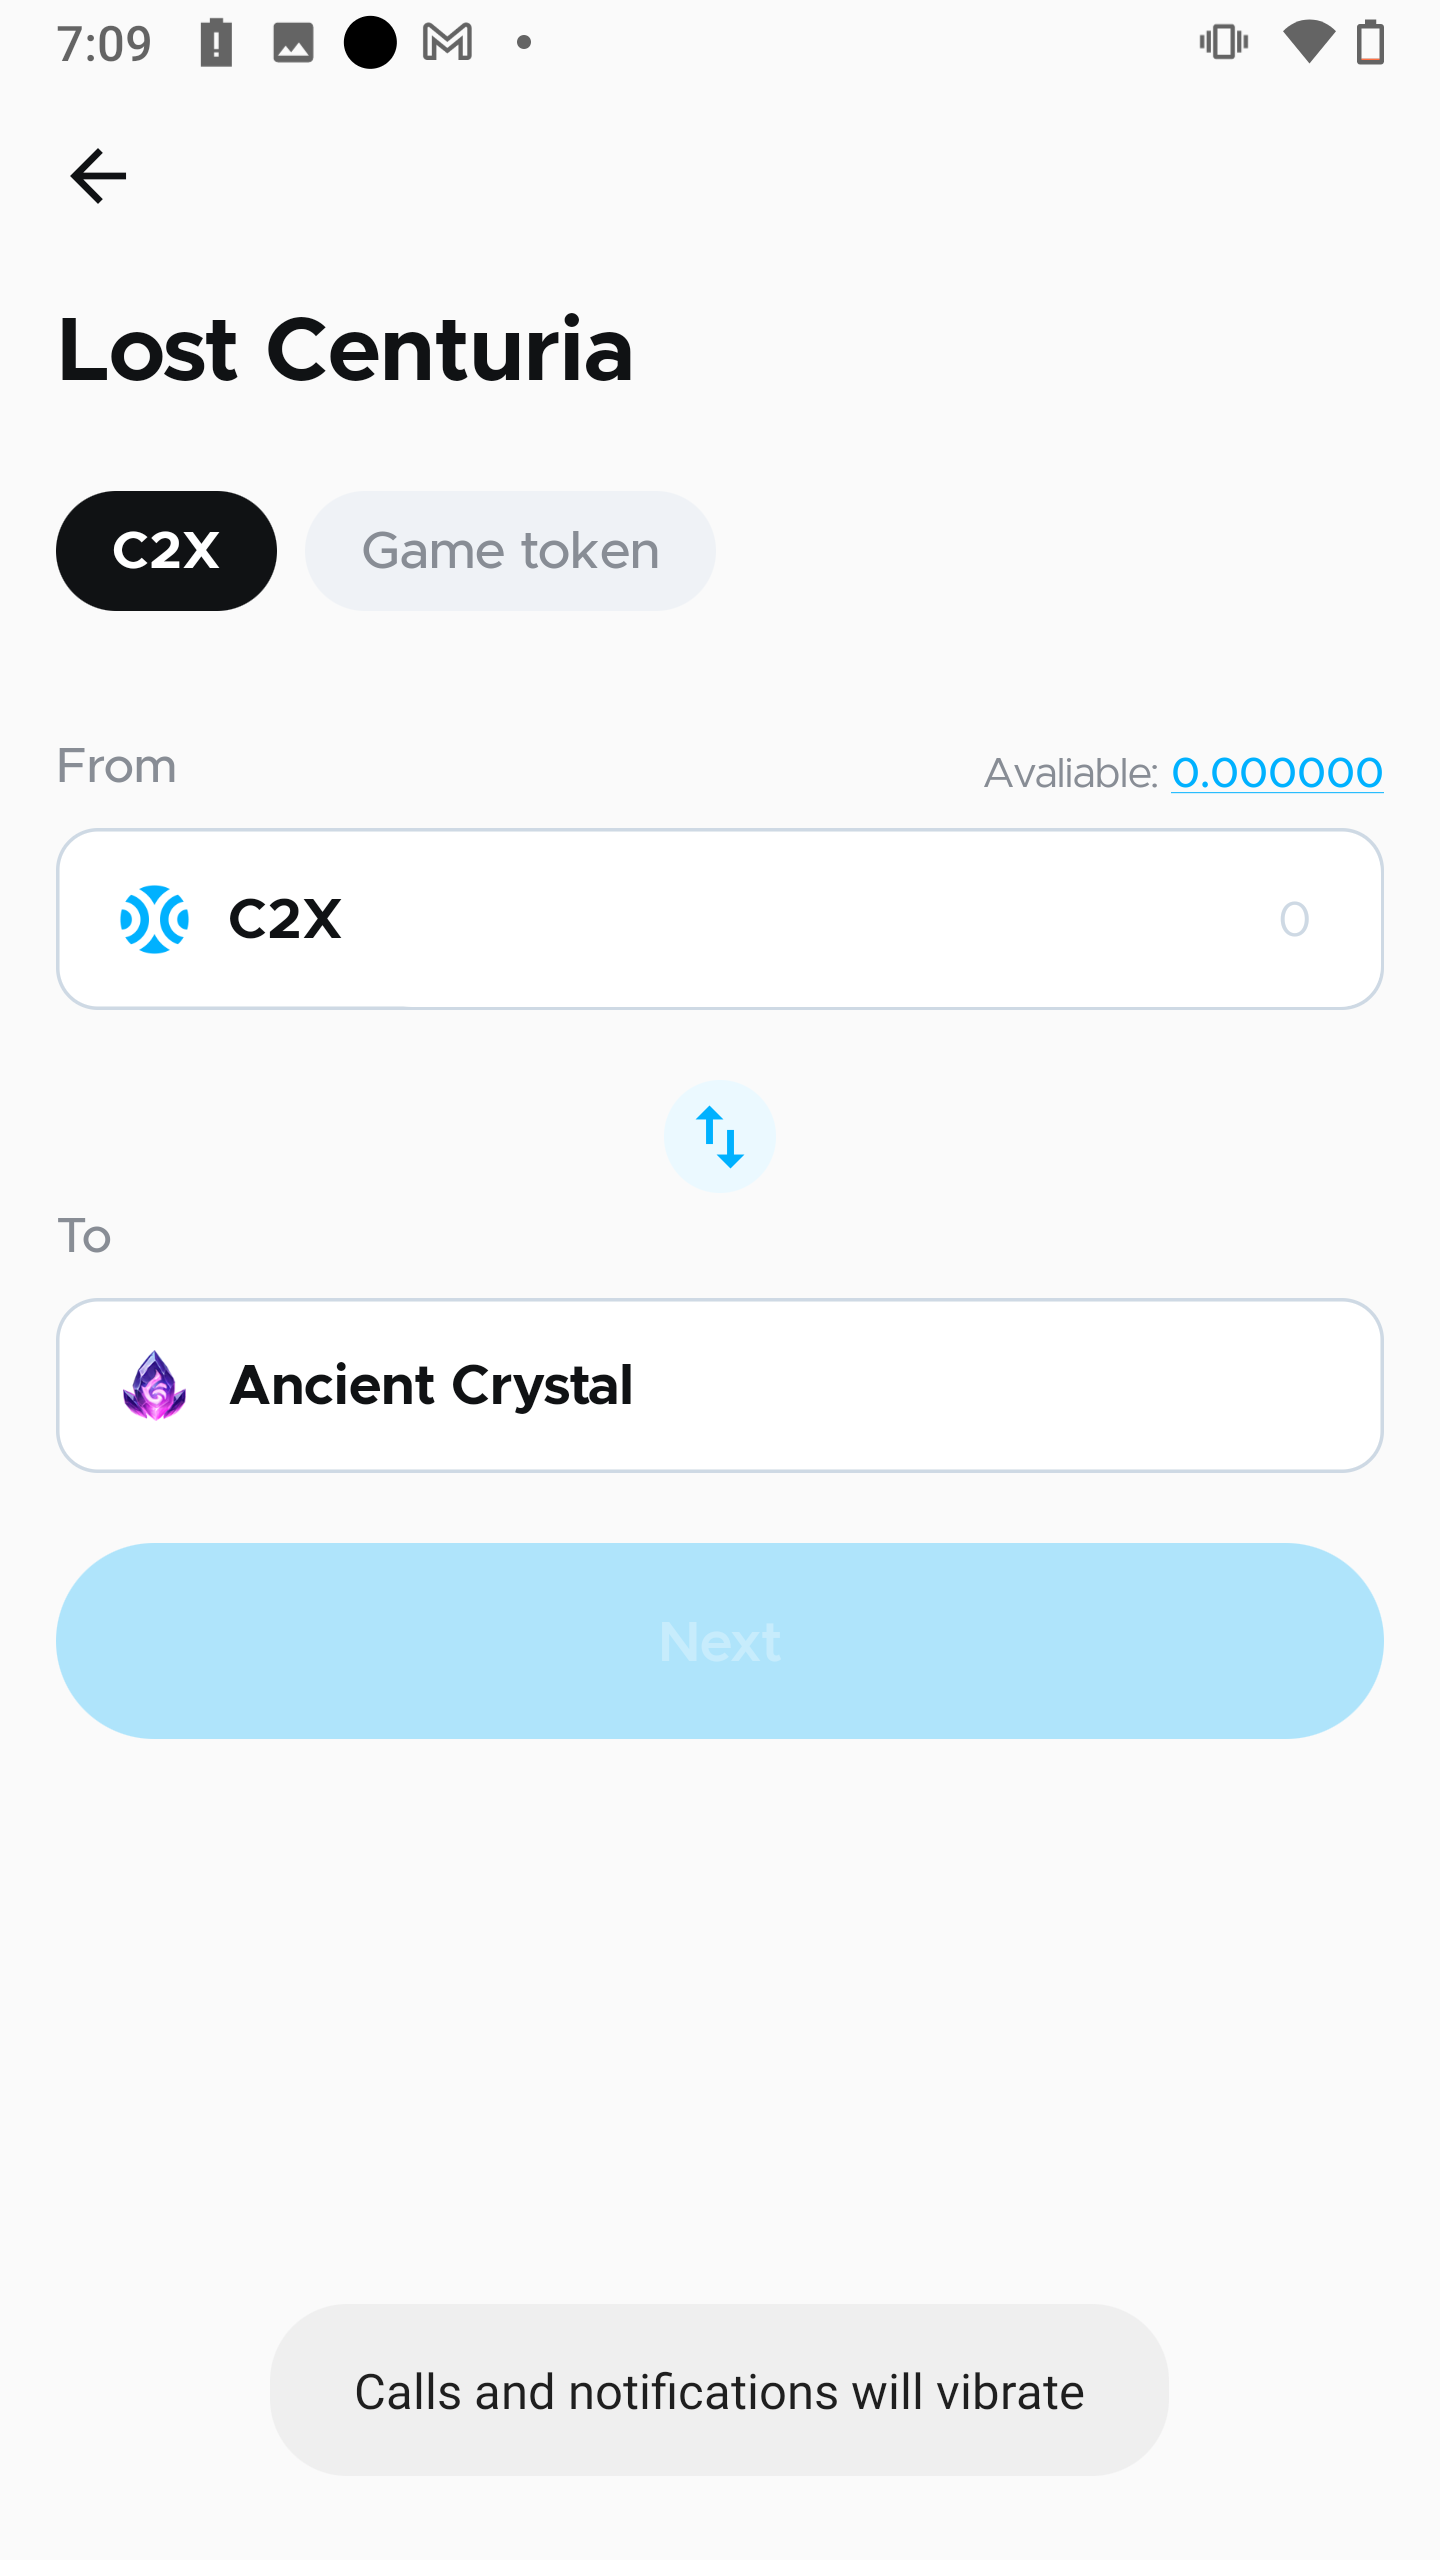 7:09
Lost Centuria
C2X
Game token
From
Avaliable: 0.000000
C2X
0
To
Ancient Crystal
Next
Calls and notifications will vibrate